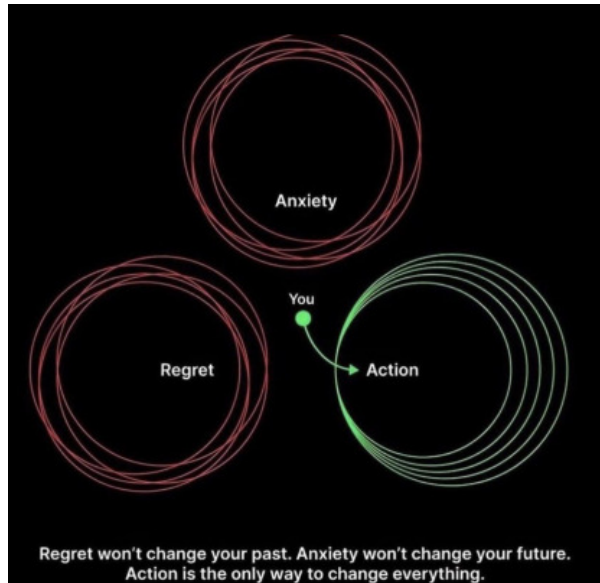 Anxiety
You
Regret
Action
Regret won't change your past. Anxiety won't change your future.
Action is the only way to change everything.